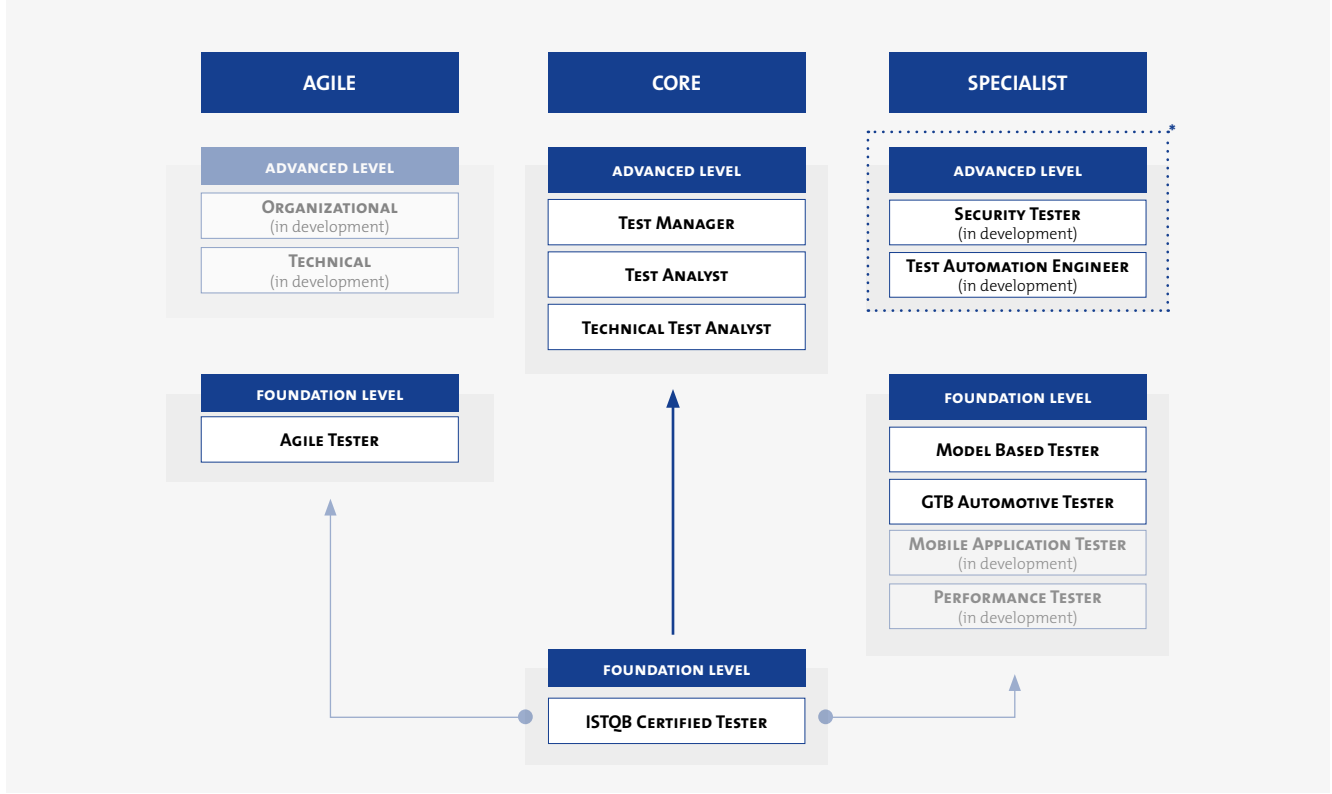 AGILE
ADVANCED LEVEL
Organizational
(in development)
Technical
(in development)
FOUNDATION LEVEL
Agile Tester
CORE
ADVANCED LEVEL
Test Manager
Test Analyst
Technical Test Analyst
FOUNDATION LEVEL
ISTQB Certified Tester
SPECIALIST
*
ADVANCED LEVEL
Security Tester
(in development)
Test Automation Engineer
(in development)
FOUNDATION LEVEL
Model Based Tester
GTB Automotive Tester
Mobile Application Tester
(in development)
Performance Tester
(in development)